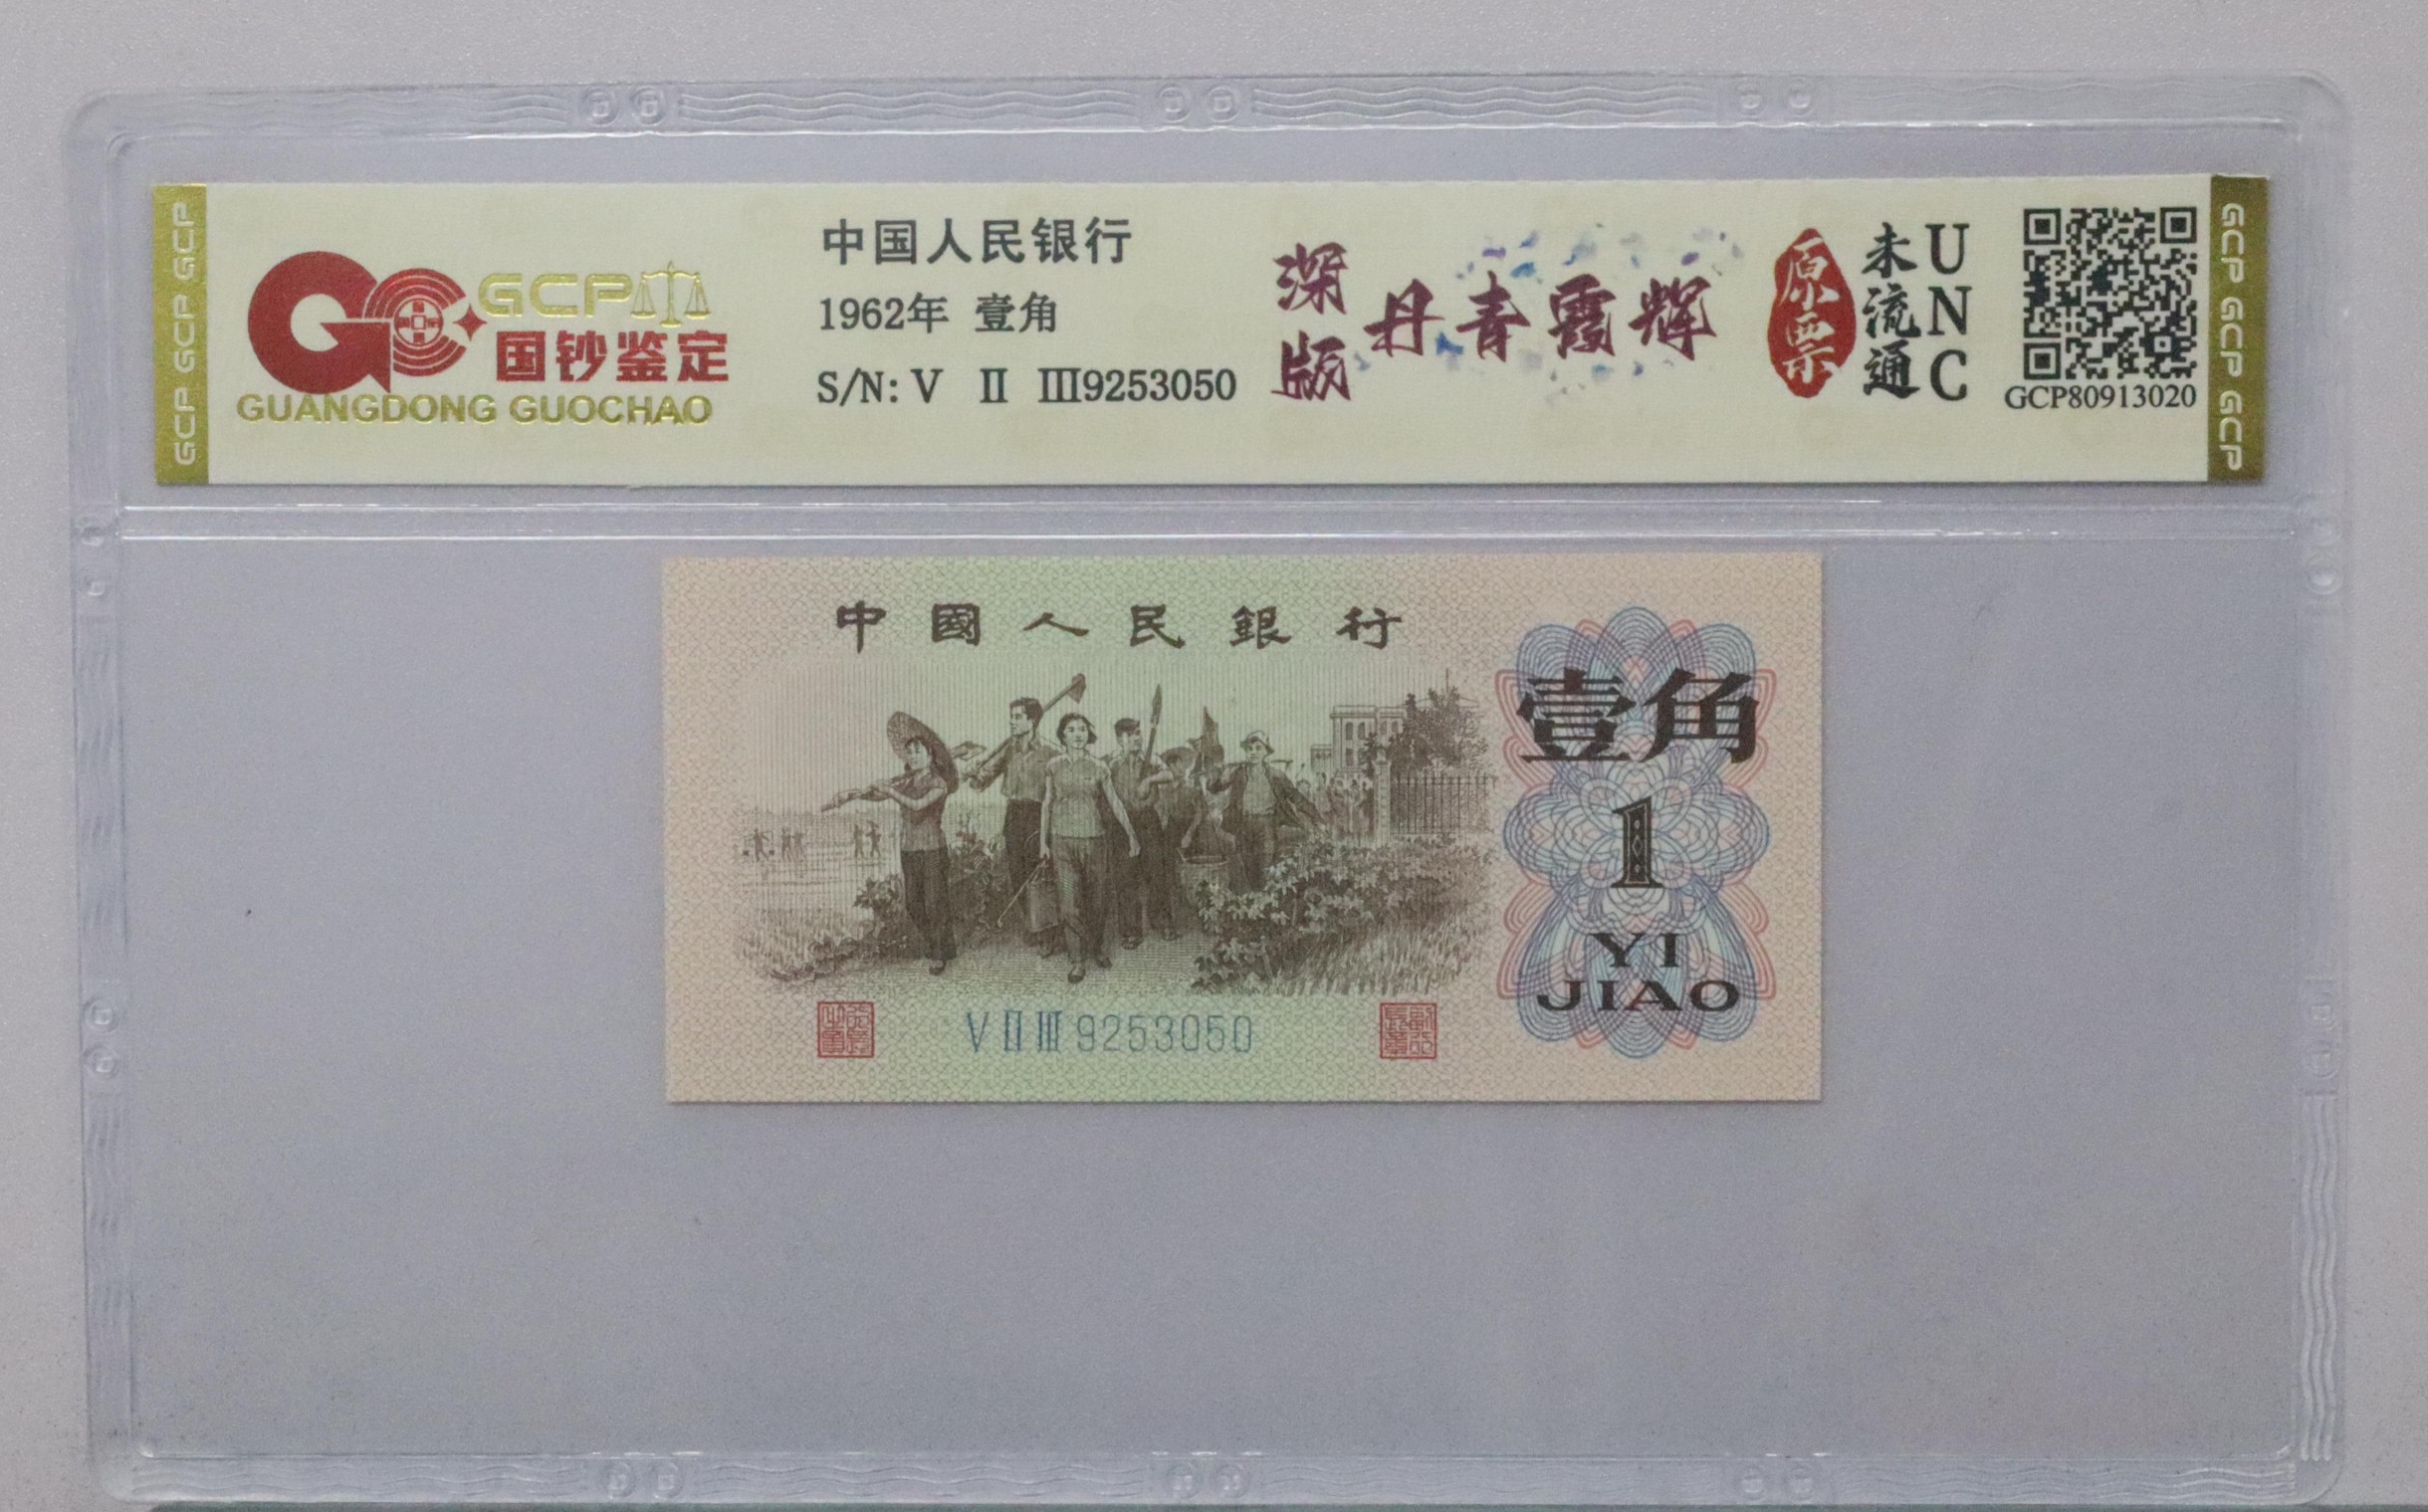 GCP GCP GCP
GCP
国钞鉴定
GUANGDONG GUOCHAO
中国人民银行
1962年 壹角
S/N: V Ⅱ Ⅲ9253050
深版
丹青霞辉
原票
未流通
UNC
GCP80913020
GCP GCP GCP
中國人民銀行
壹角
1
YI
JIAO
V Ⅱ Ⅲ 9253050